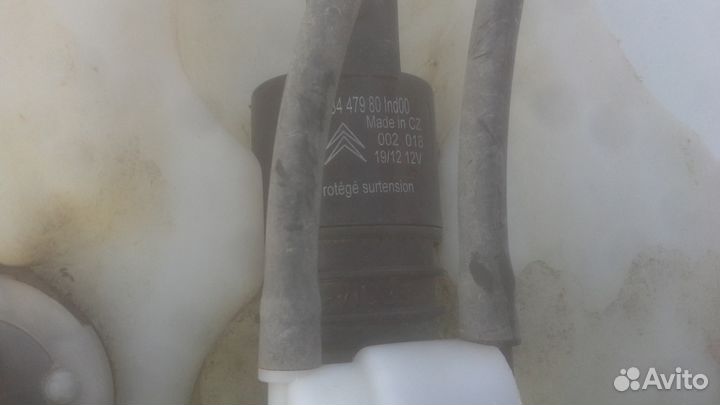 34 479 80 Ind00
Made in CZ
002 018
19/12 12V
rotégé surtension
Avito